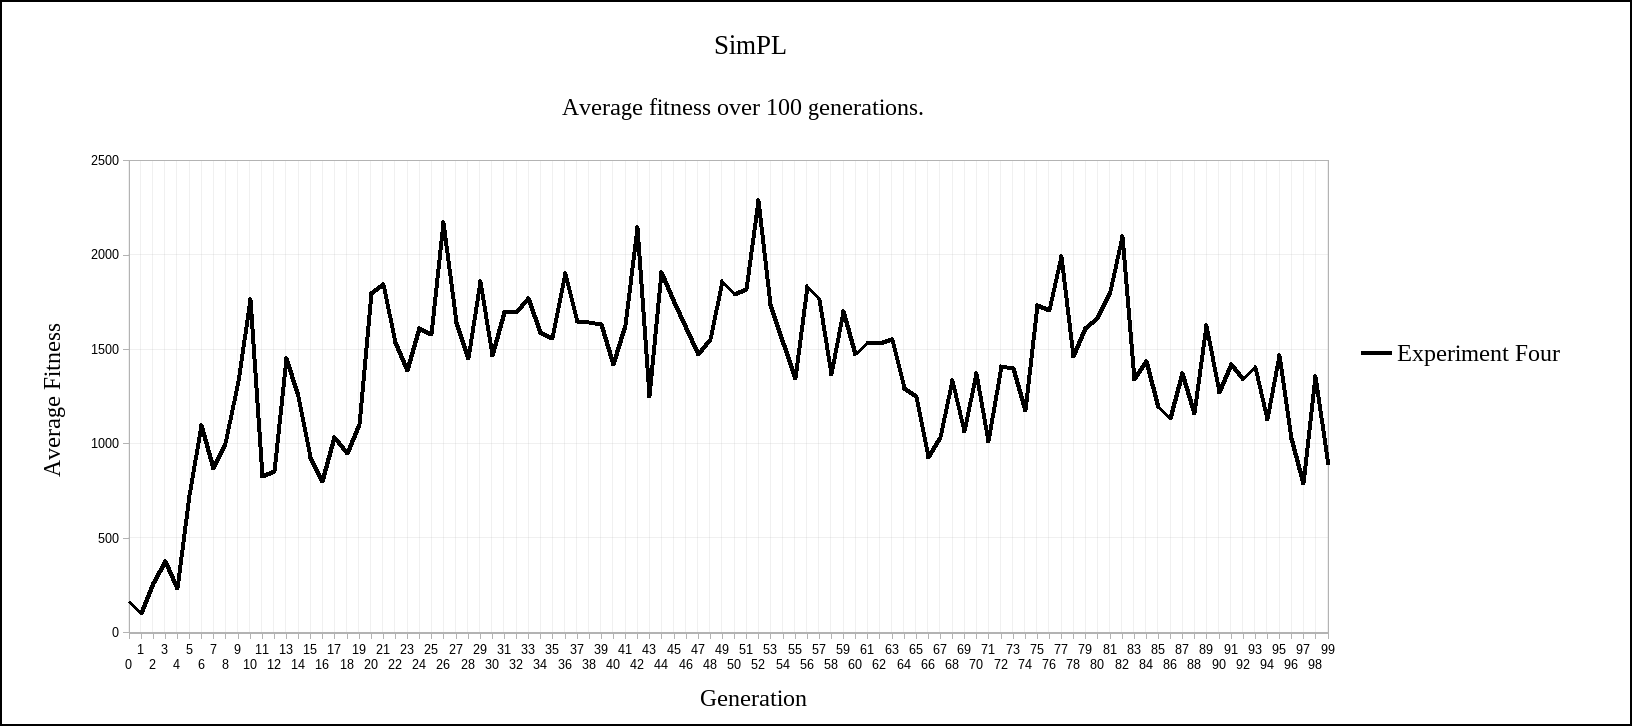 SimPL
Average fitness over 100 generations.
2500
2000
1500
1000
500
0
Average Fitness
Experiment Four
1 3 5 7 9 11 13 15 17 19 21 23 25 27 29 31 33 35 37 39 41 43 45 47 49 51 53 55 57 59 61 63 65 67 69 71 73 75 77 79 81 83 85 87 89 91 93 95 97 99
0 2 4 6 8 10 12 14 16 18 20 22 24 26 28 30 32 34 36 38 40 42 44 46 48 50 52 54 56 58 60 62 64 66 68 70 72 74 76 78 80 82 84 86 88 90 92 94 96 98
Generation